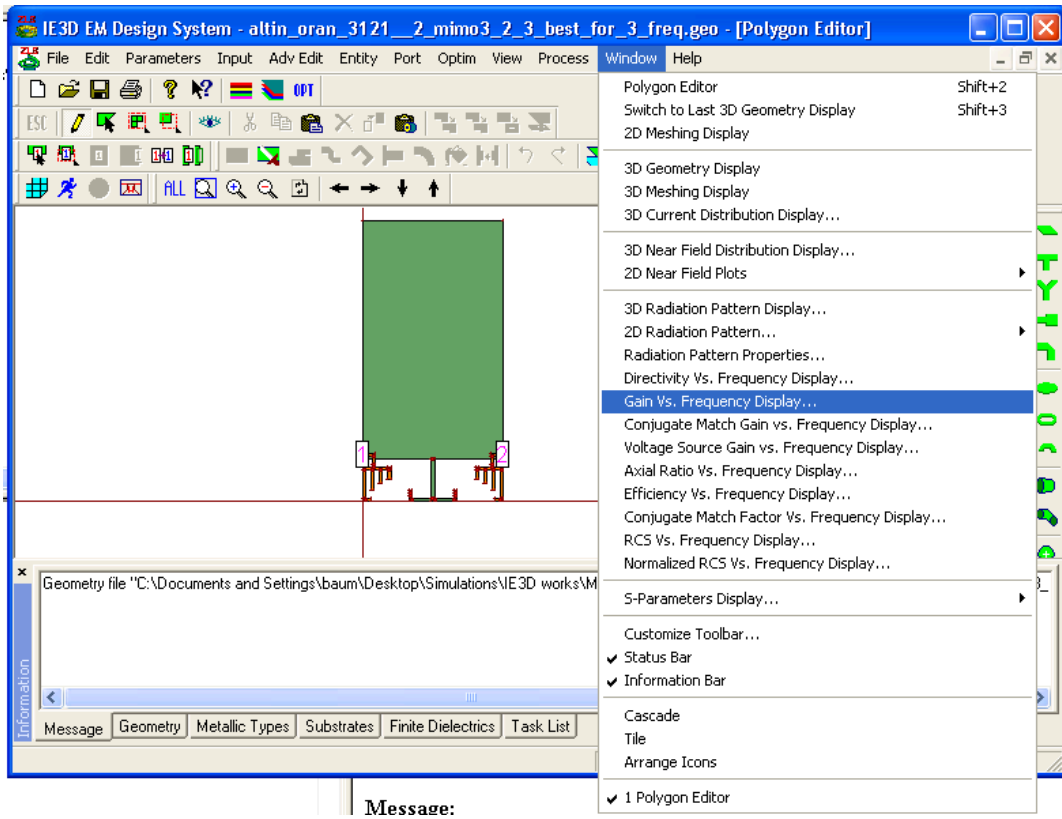 IE3D EM Design System - altin_oran_3121__2_mimo3_2_3_best_for_3_freq.geo - [Polygon Editor]
File Edit Parameters Input Adv Edit Entity Port Optim View Process Window Help
OPT
ESC
ALL
1
2
Polygon Editor Shift+2
Switch to Last 3D Geometry Display Shift+3
2D Meshing Display
3D Geometry Display
3D Meshing Display
3D Current Distribution Display...
3D Near Field Distribution Display...
2D Near Field Plots
3D Radiation Pattern Display...
2D Radiation Pattern...
Radiation Pattern Properties...
Directivity Vs. Frequency Display...
Gain Vs. Frequency Display...
Conjugate Match Gain vs. Frequency Display...
Voltage Source Gain vs. Frequency Display...
Axial Ratio Vs. Frequency Display...
Efficiency Vs. Frequency Display...
Conjugate Match Factor Vs. Frequency Display...
RCS Vs. Frequency Display...
Normalized RCS Vs. Frequency Display...
S-Parameters Display...
Customize Toolbar...
Status Bar
Information Bar
Cascade
Tile
Arrange Icons
1 Polygon Editor
Geometry file "C:\Documents and Settings\baum\Desktop\Simulations\IE3D works\M
Information
Message Geometry Metallic Types Substrates Finite Dielectrics Task List
Message: